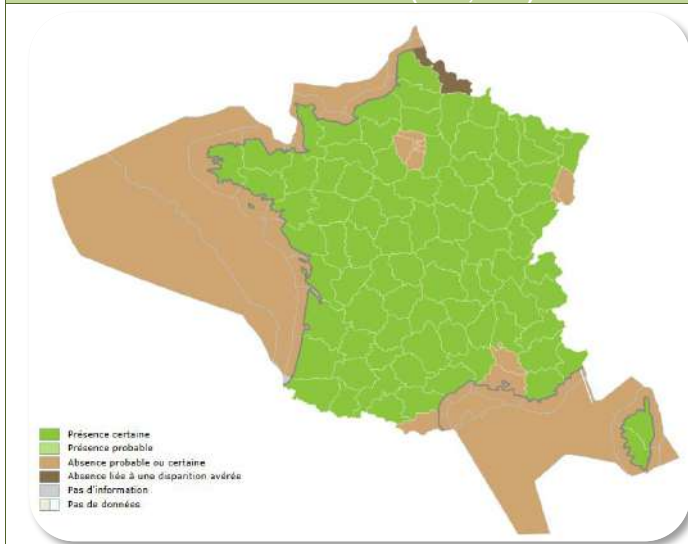 Présence certaine
Présence probable
Absence probable ou certaine
Absence liée à une disparition avérée
Pas d'information
Pas de données